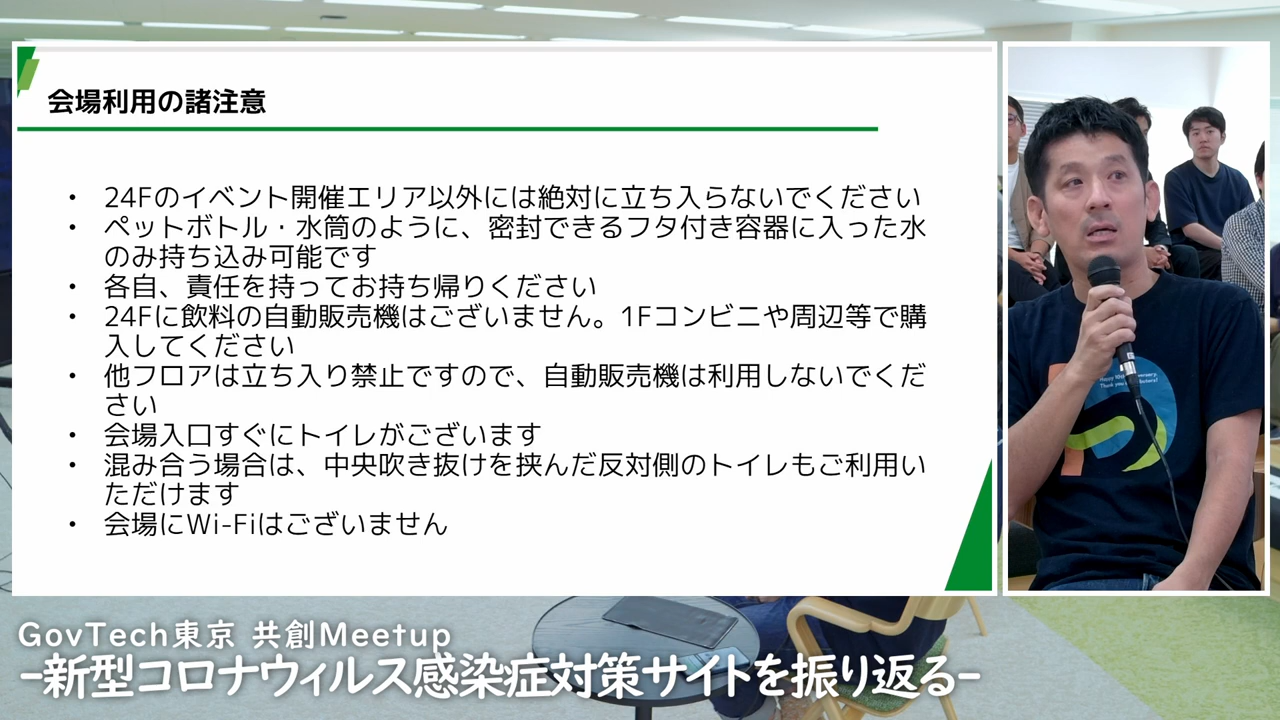 会場利用の諸注意
・ 24Fのイベント開催エリア以外には絶対に立ち入らないでください
・ ペットボトル・水筒のように、密封できるフタ付き容器に入った水
のみ持ち込み可能です
・ 各自、責任を持ってお持ち帰りください
・ 24Fに飲料の自動販売機はございません。1Fコンビニや周辺等で購
入してください
・ 他フロアは立ち入り禁止ですので、自動販売機は利用しないでくだ
さい
・ 会場入口すぐにトイレがございます
・ 混み合う場合は、中央吹き抜けを挟んだ反対側のトイレもご利用い
ただけます
・ 会場にWi-Fiはございません
Thank you
GovTech東京 共創Meetup
-新型コロナウィルス感染症対策サイトを振り返る-